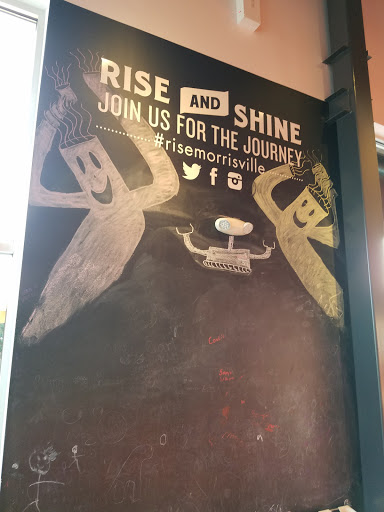 RISE AND SHINE
JOIN US FOR THE JOURNEY
#risemorrisville